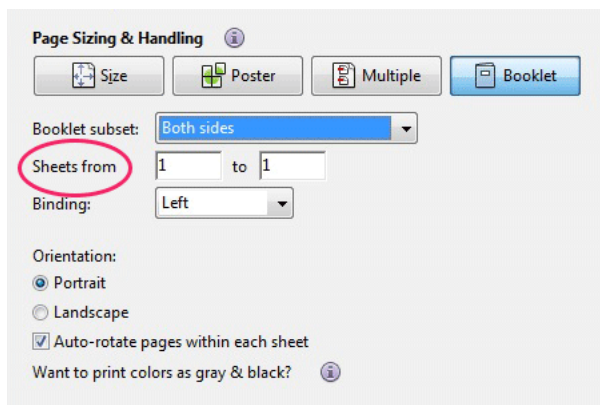 Page Sizing & Handling
Size Poster Multiple Booklet
Booklet subset: Both sides
Sheets from 1 to 1
Binding: Left
Orientation:
Portrait
Landscape
Auto-rotate pages within each sheet
Want to print colors as gray & black?